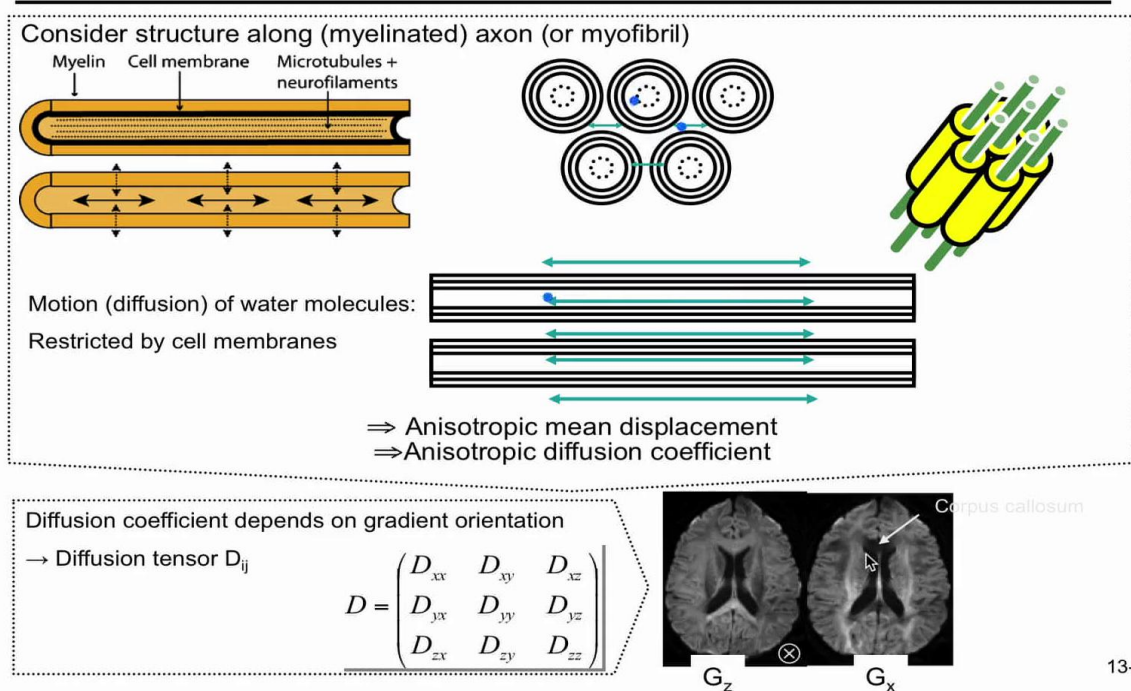 Consider structure along (myelinated) axon (or myofibril)
Myelin
Cell membrane
Microtubules +
neurofilaments
Motion (diffusion) of water molecules:
Restricted by cell membranes
⇒ Anisotropic mean displacement
⇒Anisotropic diffusion coefficient
Diffusion coefficient depends on gradient orientation
→ Diffusion tensor Dij
D = ( Dxx Dxy Dxz
Dyx Dyy Dyz
Dzx Dzy Dzz )
Corpus callosum
Gz
Gx
13-